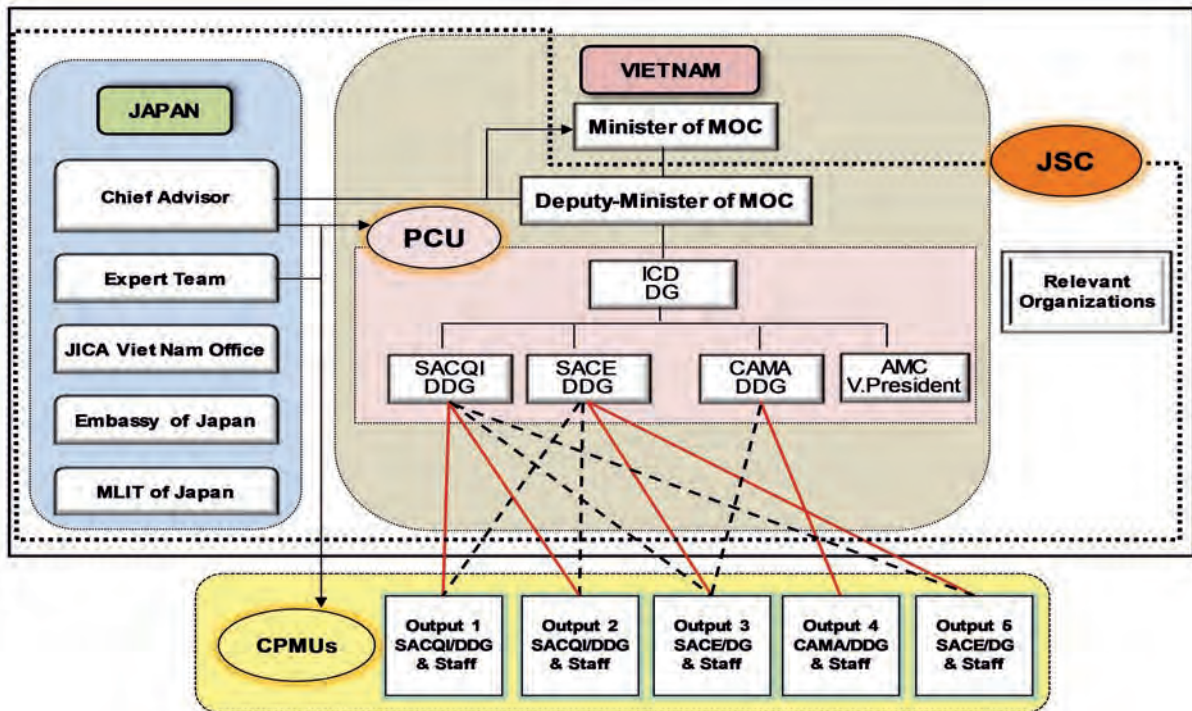 JAPAN
Chief Advisor
Expert Team
JICA Viet Nam Office
Embassy of Japan
MLIT of Japan
VIETNAM
Minister of MOC
Deputy-Minister of MOC
PCU
ICD
DG
SACQI
DDG
SACE
DDG
CAMA
DDG
AMC
V.President
JSC
Relevant
Organizations
CPMUs
Output 1
SACQI/DDG
& Staff
Output 2
SACQI/DDG
& Staff
Output 3
SACE/DG
& Staff
Output 4
CAMA/DDG
& Staff
Output 5
SACE/DG
& Staff